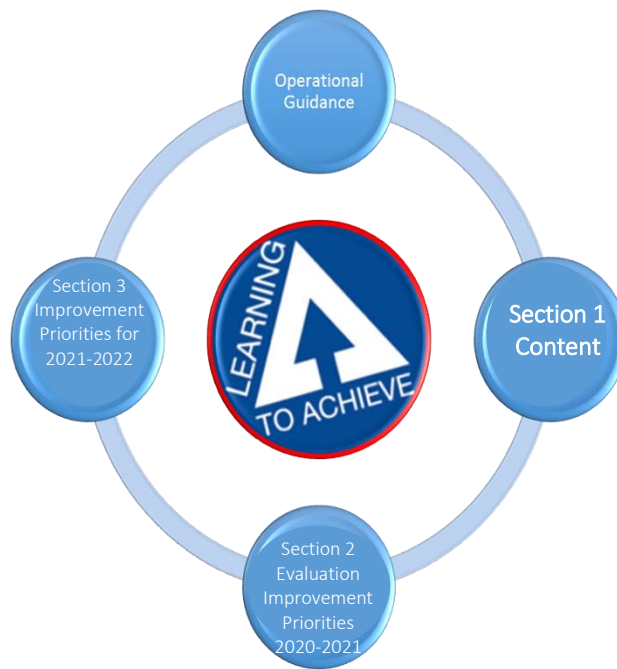 Operational
Guidance
Section 1
Content
Section 2
Evaluation
Improvement
Priorities
2020-2021
Section 3
Improvement
Priorities for
2021-2022
LEARNING
TO ACHIEVE